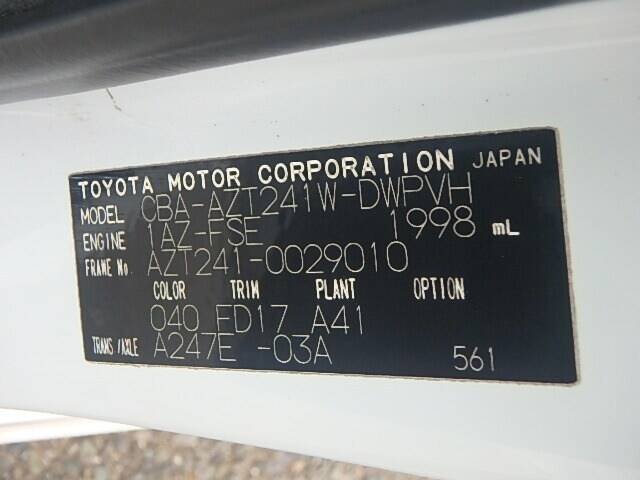 TOYOTA MOTOR CORPORATION JAPAN
MODEL CBA-AZT241W-DWPVH
ENGINE 1AZ-FSE 1998 mL
FRAME No. AZT241-0029010
COLOR TRIM PLANT OPTION
040 FD17 A41
TRANS/AXLE A247E -03A
561